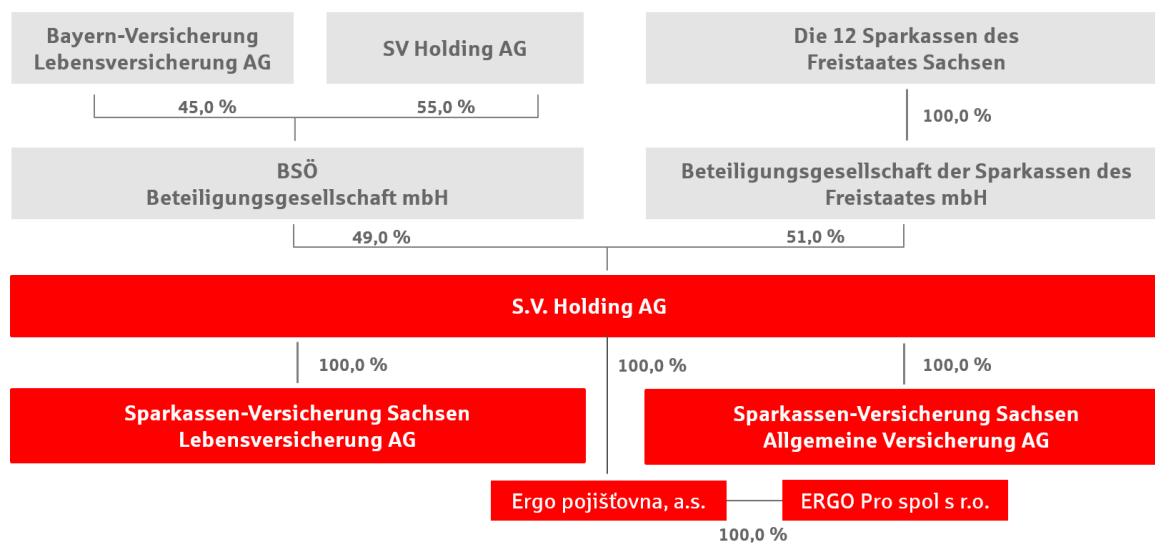 Bayern-Versicherung
Lebensversicherung AG
SV Holding AG
Die 12 Sparkassen des
Freistaates Sachsen
45,0 %
55,0 %
100,0 %
BSÖ
Beteiligungsgesellschaft mbH
Beteiligungsgesellschaft der Sparkassen des
Freistaates mbH
49,0 %
51,0 %
S.V. Holding AG
100,0 %
100,0 %
100,0 %
Sparkassen-Versicherung Sachsen
Lebensversicherung AG
Sparkassen-Versicherung Sachsen
Allgemeine Versicherung AG
Ergo pojišťovna, a.s.
ERGO Pro spol s r.o.
100,0 %